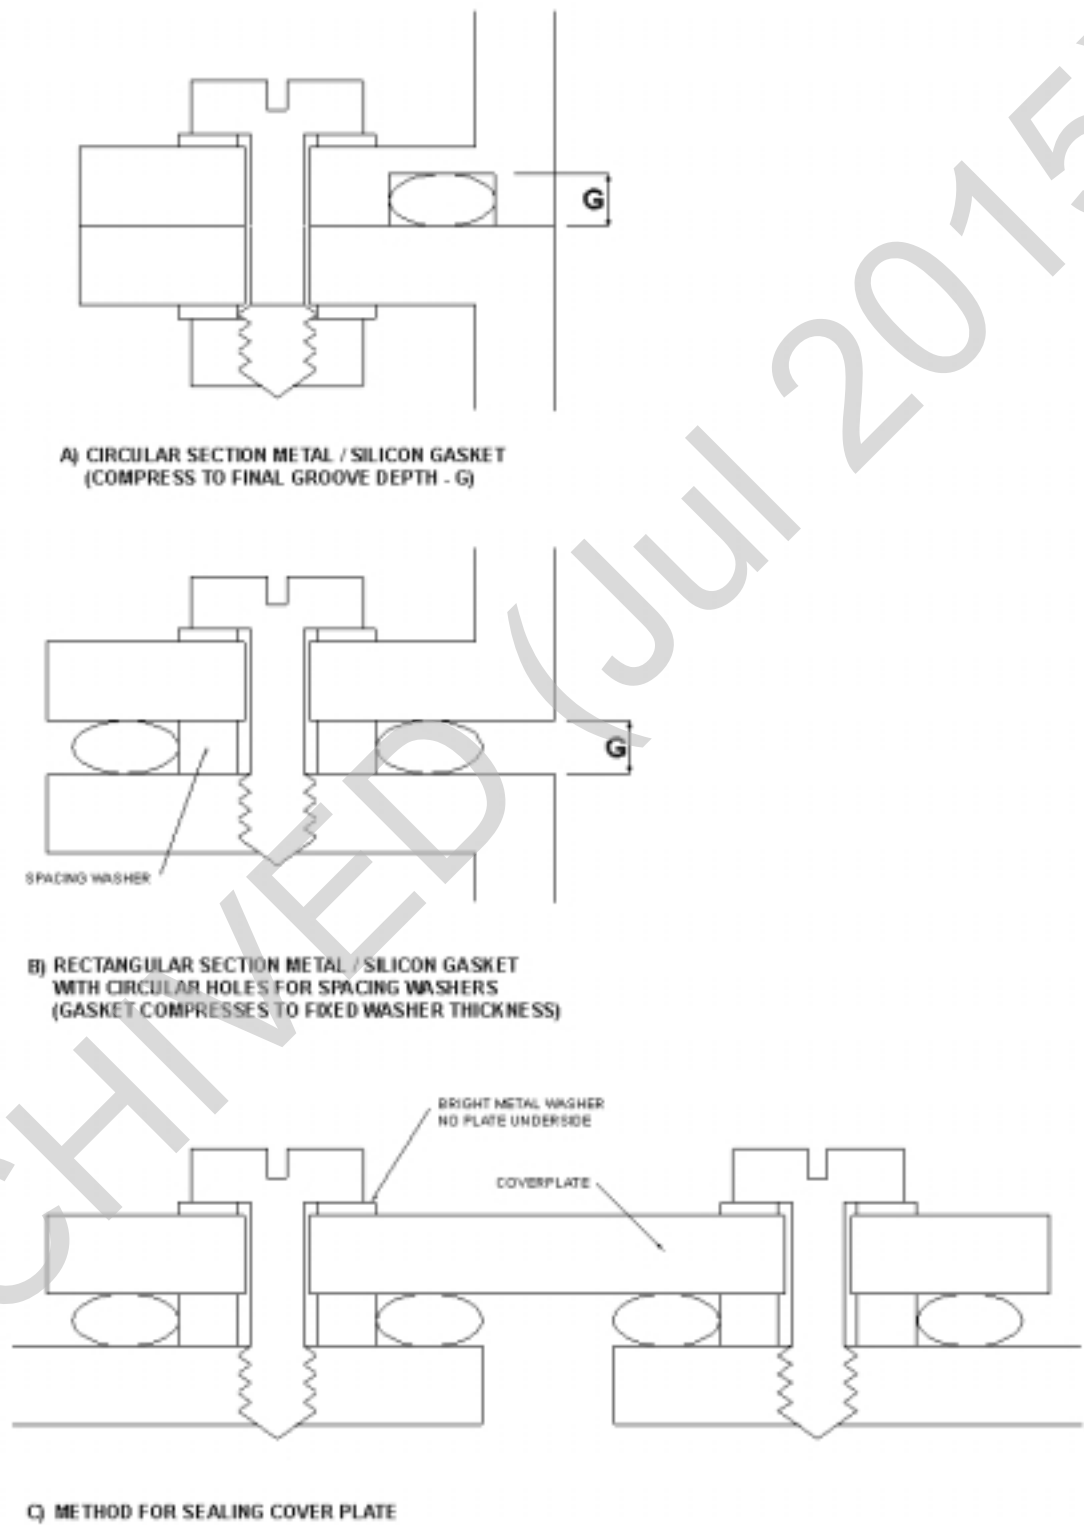 G
A) CIRCULAR SECTION METAL / SILICON GASKET
(COMPRESS TO FINAL GROOVE DEPTH - G)
G
SPACING WASHER
B) RECTANGULAR SECTION METAL / SILICON GASKET
WITH CIRCULAR HOLES FOR SPACING WASHERS
(GASKET COMPRESSES TO FIXED WASHER THICKNESS)
BRIGHT METAL WASHER
NO PLATE UNDERSIDE
COVERPLATE
C) METHOD FOR SEALING COVER PLATE
CHIVED (Jul 2015